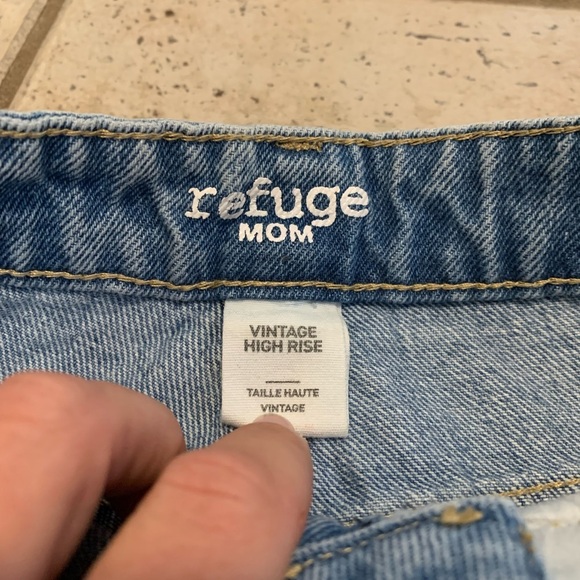 refuge
MOM
VINTAGE
HIGH RISE
TAILLE HAUTE
VINTAGE